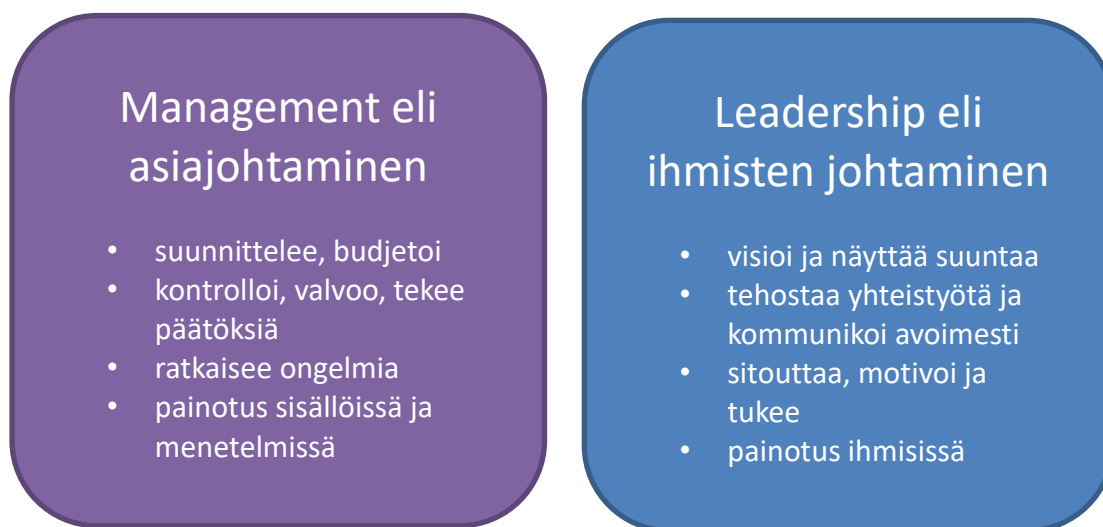 Management eli
asiajohtaminen
• suunnittelee, budjetoi
• kontrolloi, valvoo, tekee
päätöksiä
• ratkaisee ongelmia
• painotus sisällöissä ja
menetelmissä
Leadership eli
ihmisten johtaminen
• visioi ja näyttää suuntaa
• tehostaa yhteistyötä ja
kommunikoi avoimesti
• sitouttaa, motivoi ja
tukee
• painotus ihmisissä